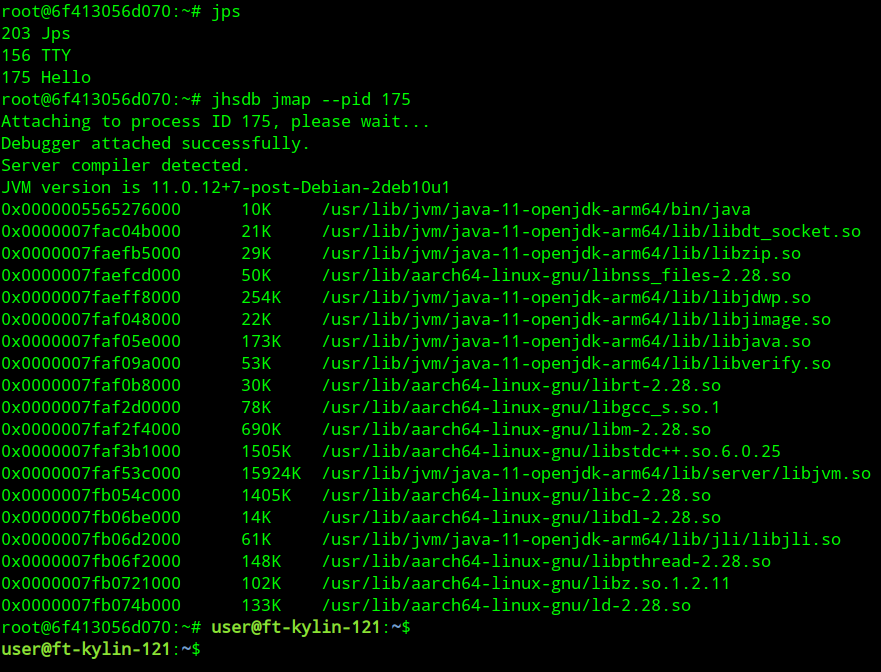 root@6f413056d070:~# jps
203 Jps
156 TTY
175 Hello
root@6f413056d070:~# jhsdb jmap --pid 175
Attaching to process ID 175, please wait...
Debugger attached successfully.
Server compiler detected.
JVM version is 11.0.12+7-post-Debian-2deb10u1
0x0000005565276000 10K /usr/lib/jvm/java-11-openjdk-arm64/bin/java
0x0000007fac04b000 21K /usr/lib/jvm/java-11-openjdk-arm64/lib/libdt_socket.so
0x0000007faefb5000 29K /usr/lib/jvm/java-11-openjdk-arm64/lib/libzip.so
0x0000007faefcd000 50K /usr/lib/aarch64-linux-gnu/libnss_files-2.28.so
0x0000007faeff8000 254K /usr/lib/jvm/java-11-openjdk-arm64/lib/libjdwp.so
0x0000007faf048000 22K /usr/lib/jvm/java-11-openjdk-arm64/lib/libjimage.so
0x0000007faf05e000 173K /usr/lib/jvm/java-11-openjdk-arm64/lib/libjava.so
0x0000007faf09a000 53K /usr/lib/jvm/java-11-openjdk-arm64/lib/libverify.so
0x0000007faf0b8000 30K /usr/lib/aarch64-linux-gnu/librt-2.28.so
0x0000007faf2d0000 78K /usr/lib/aarch64-linux-gnu/libgcc_s.so.1
0x0000007faf2f4000 690K /usr/lib/aarch64-linux-gnu/libm-2.28.so
0x0000007faf3b1000 1505K /usr/lib/aarch64-linux-gnu/libstdc++.so.6.0.25
0x0000007faf53c000 15924K /usr/lib/jvm/java-11-openjdk-arm64/lib/server/libjvm.so
0x0000007fb054c000 1405K /usr/lib/aarch64-linux-gnu/libc-2.28.so
0x0000007fb06be000 14K /usr/lib/aarch64-linux-gnu/libdl-2.28.so
0x0000007fb06d2000 61K /usr/lib/jvm/java-11-openjdk-arm64/lib/jli/libjli.so
0x0000007fb06f2000 148K /usr/lib/aarch64-linux-gnu/libpthread-2.28.so
0x0000007fb0721000 102K /usr/lib/aarch64-linux-gnu/libz.so.1.2.11
0x0000007fb074b000 133K /usr/lib/aarch64-linux-gnu/ld-2.28.so
root@6f413056d070:~# user@ft-kylin-121:~$
user@ft-kylin-121:~$